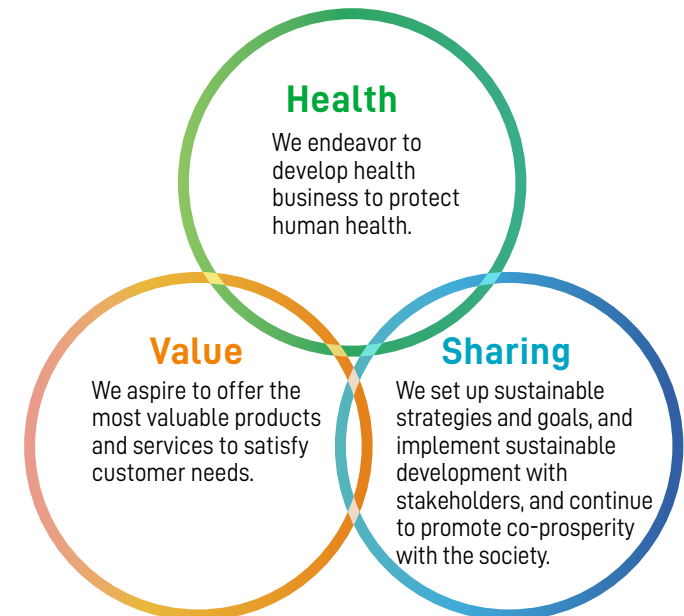 Health
We endeavor to
develop health
business to protect
human health.
Value
We aspire to offer the
most valuable products
and services to satisfy
customer needs.
Sharing
We set up sustainable
strategies and goals, and
implement sustainable
development with
stakeholders, and continue
to promote co-prosperity
with the society.